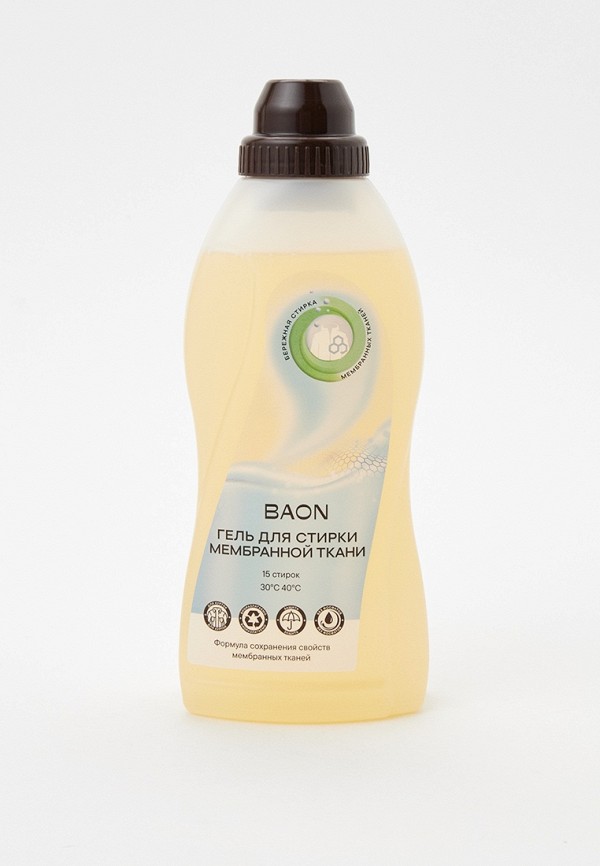 БЕРЕЖНАЯ СТИРКА
МЕМБРАННЫХ ТКАНЕЙ
BAON
ГЕЛЬ ДЛЯ СТИРКИ
МЕМБРАННОЙ ТКАНИ
15 стирок
30°C 40°C
Формула сохранения свойств
мембранных тканей